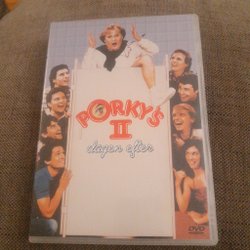 PORKY'S
II
dagen efter
DVD